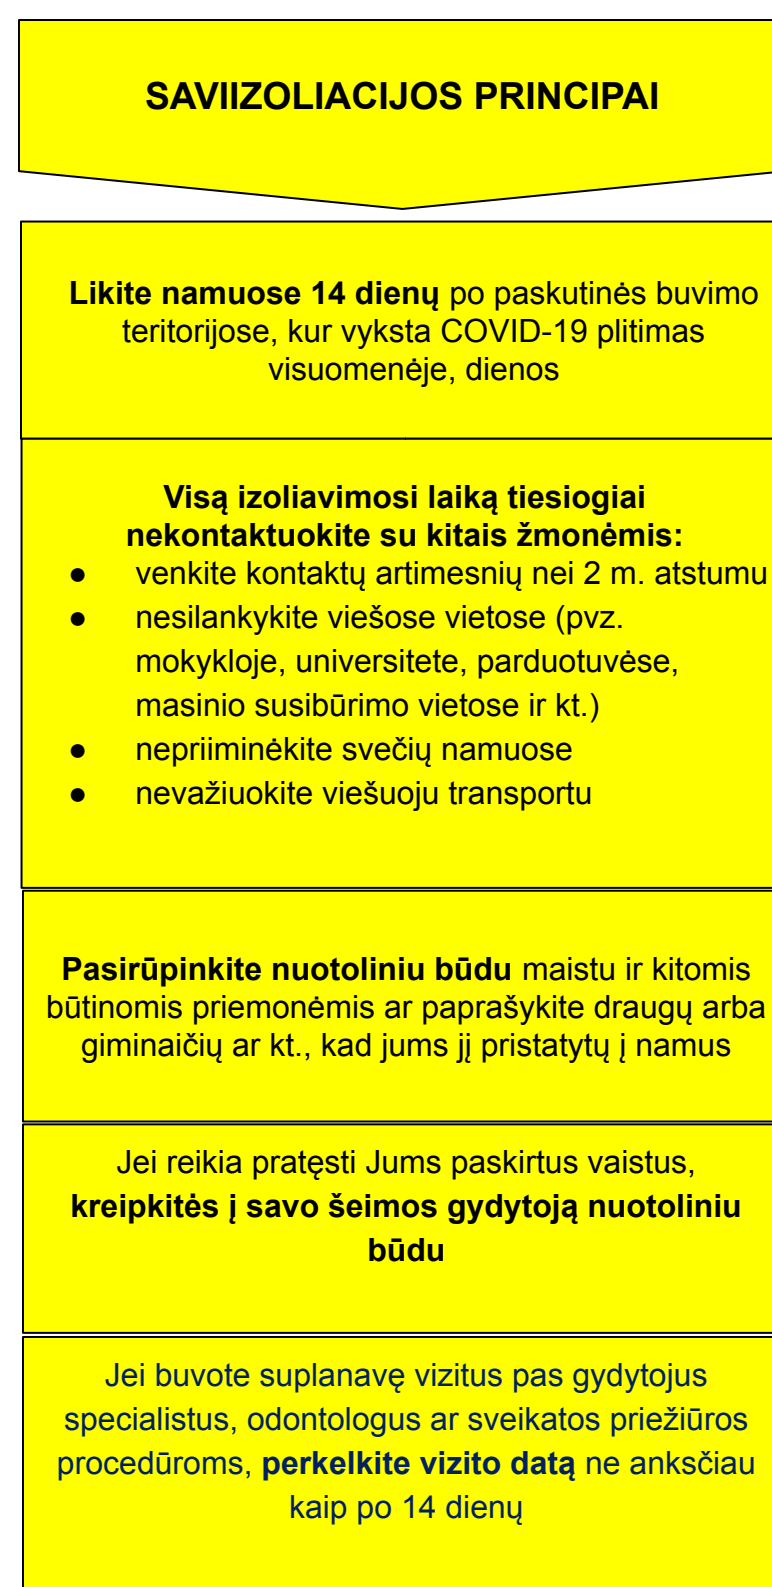 SAVIIZOLIACIJOS PRINCIPAI
Likite namuose 14 dienų po paskutinės buvimo
teritorijose, kur vyksta COVID-19 plitimas
visuomenėje, dienos
Visą izoliavimosi laiką tiesiogiai
nekontaktuokite su kitais žmonėmis:
● venkite kontaktų artimesnių nei 2 m. atstumu
● nesilankykite viešose vietose (pvz.
mokykloje, universitete, parduotuvėse,
masinio susibūrimo vietose ir kt.)
● nepriiminėkite svečių namuose
● nevažiuokite viešuoju transportu
Pasirūpinkite nuotoliniu būdu maistu ir kitomis
būtinomis priemonėmis ar paprašykite draugų arba
giminaičių ar kt., kad jums jį pristatytų į namus
Jei reikia pratęsti Jums paskirtus vaistus,
kreipkitės į savo šeimos gydytoją nuotoliniu
būdu
Jei buvote suplanavę vizitus pas gydytojus
specialistus, odontologus ar sveikatos priežiūros
procedūroms, perkelkite vizito datą ne anksčiau
kaip po 14 dienų